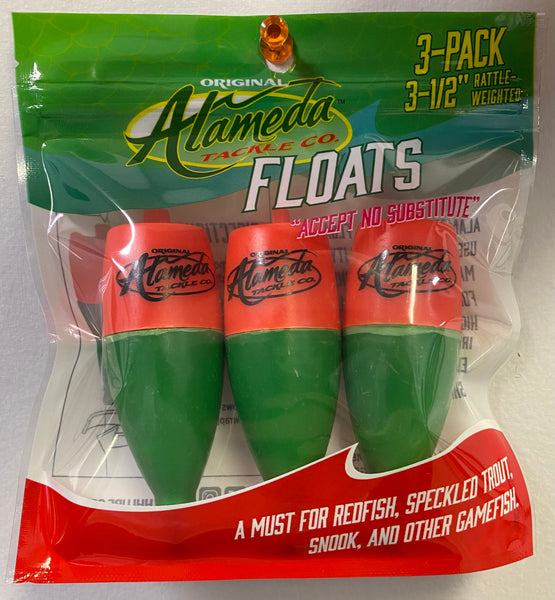 3-PACK
3-1/2" RATTLE-
WEIGHTED
ORIGINAL
Alameda™
TACKLE CO.
FLOATS
"ACCEPT NO SUBSTITUTE"
ORIGINAL
Alameda
TACKLE CO.
ORIGINAL
Alameda
TACKLE CO.
ORIGINAL
Alameda
TACKLE CO.
A MUST FOR REDFISH, SPECKLED TROUT,
SNOOK, AND OTHER GAMEFISH.